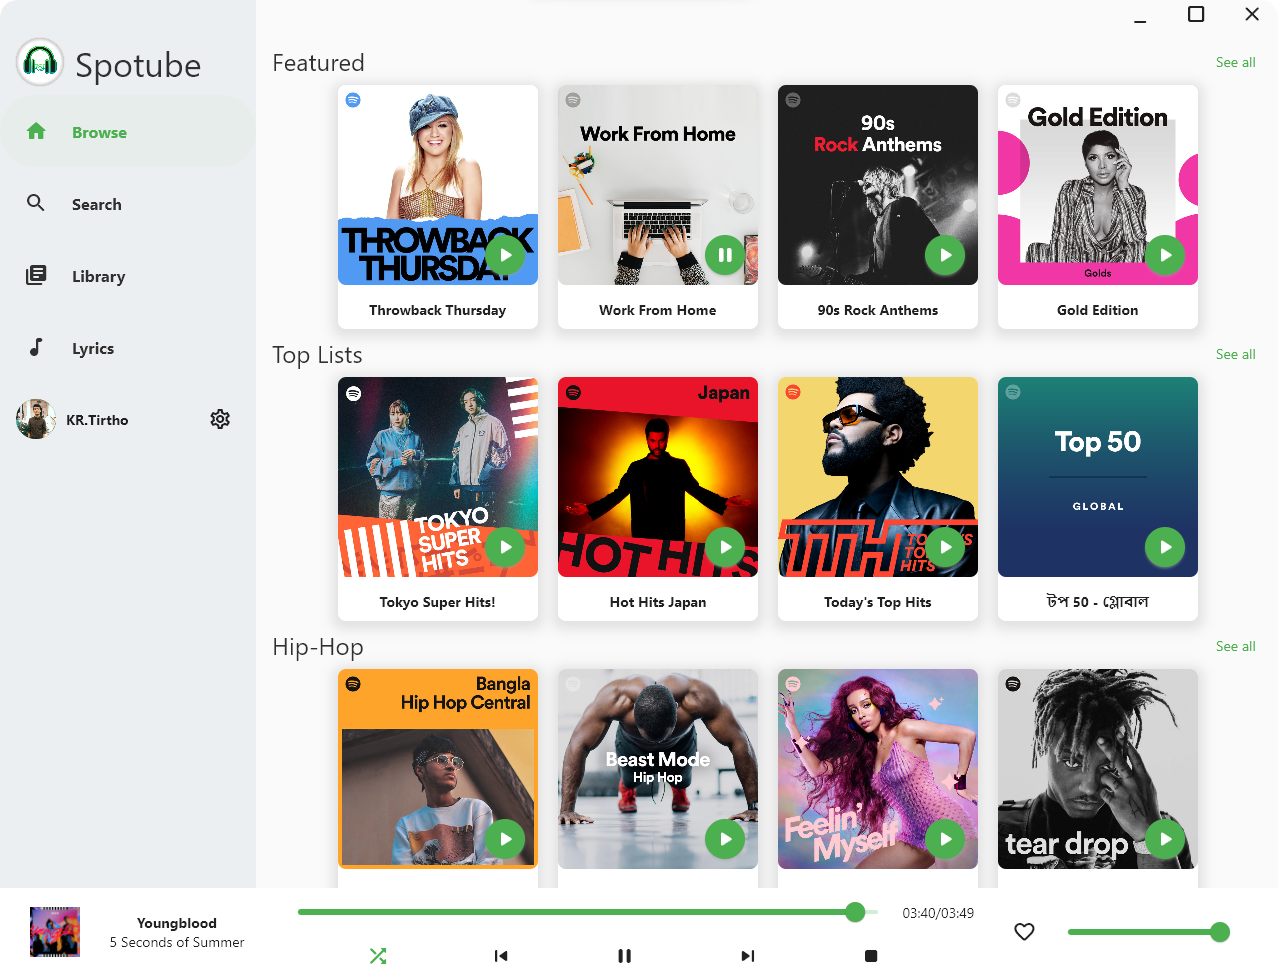 Spotube
Browse
Search
Library
Lyrics
KR.Tirtho
Featured
See all
THROWBACK
THURSDAY
Throwback Thursday
Work From Home
Work From Home
90s
Rock Anthems
90s Rock Anthems
Gold Edition
Golds
Gold Edition
Top Lists
See all
TOKYO
SUPER
HITS
Tokyo Super Hits!
Japan
HOT HITS
Hot Hits Japan
TODAY'S
TOP
HITS
Today's Top Hits
Top 50
GLOBAL
টপ 50 - গ্লোবাল
Hip-Hop
See all
Bangla
Hip Hop Central
Beast Mode
Hip Hop
Feelin'
Myself
tear drop
Youngblood
5 Seconds of Summer
03:40/03:49